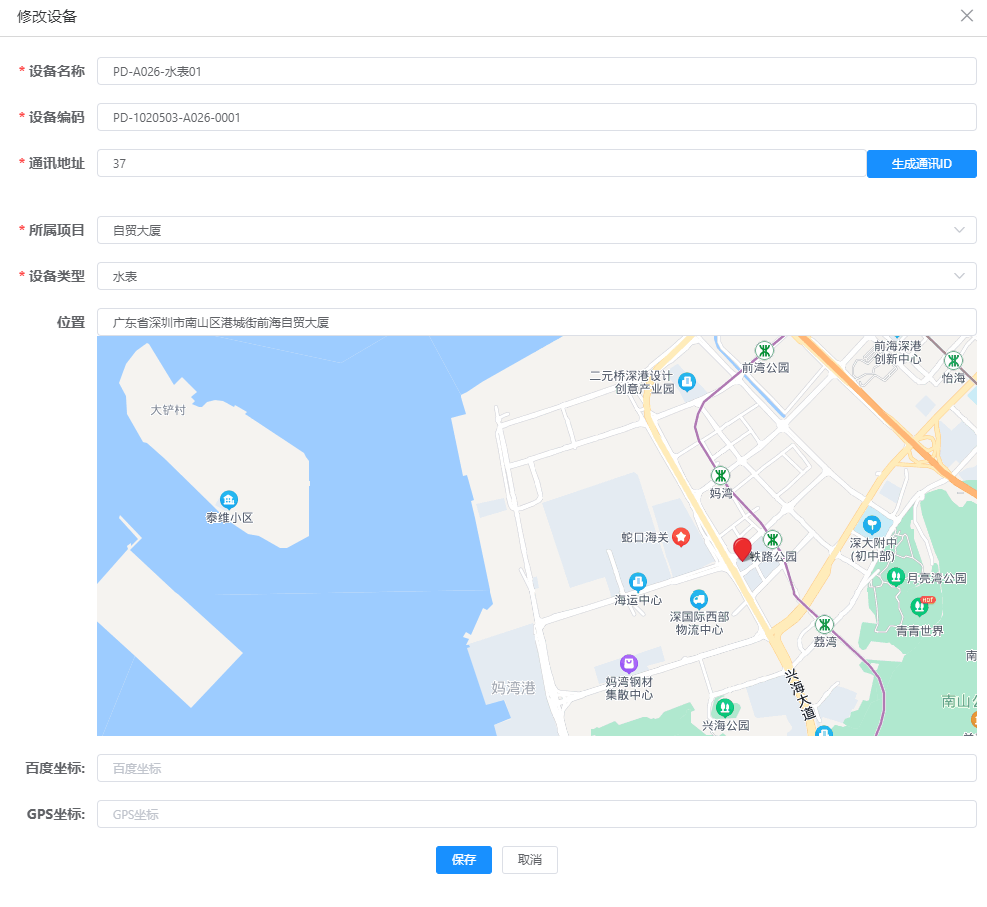 修改设备
* 设备名称
PD-A026-水表01
* 设备编码
PD-1020503-A026-0001
* 通讯地址
37
生成通讯ID
* 所属项目
自贸大厦
* 设备类型
水表
位置
广东省深圳市南山区港城街前海自贸大厦
大铲村
泰维小区
二元桥深港设计
创意产业园
前湾公园
前海深港
创新中心
怡海
妈湾
蛇口海关
铁路公园
深大附中
(初中部)
月亮湾公园
HOT
青青世界
海运中心
深国际西部
物流中心
荔湾
妈湾钢材
集散中心
妈湾港
兴海大道
兴海公园
南
南山公
百度坐标:
百度坐标
GPS坐标:
GPS坐标
保存
取消